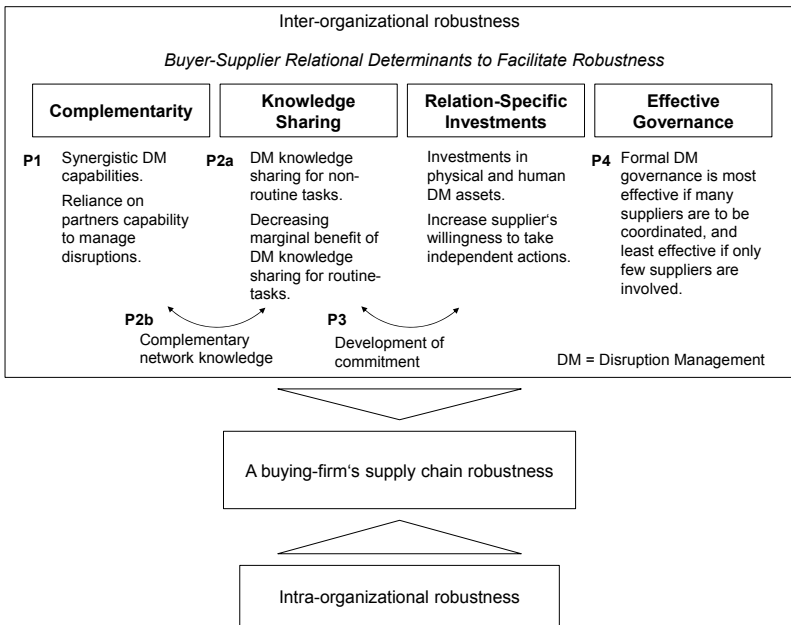 Inter-organizational robustness
Buyer-Supplier Relational Determinants to Facilitate Robustness
Complementarity
Knowledge
Sharing
Relation-Specific
Investments
Effective
Governance
P1
Synergistic DM
capabilities.
Reliance on
partners capability
to manage
disruptions.
P2a
DM knowledge
sharing for non-
routine tasks.
Decreasing
marginal benefit of
DM knowledge
sharing for routine-
tasks.
Investments in
physical and human
DM assets.
Increase supplier‘s
willingness to take
independent actions.
P4
Formal DM
governance is most
effective if many
suppliers are to be
coordinated, and
least effective if only
few suppliers are
involved.
P2b
Complementary
network knowledge
P3
Development of
commitment
DM = Disruption Management
A buying-firm‘s supply chain robustness
Intra-organizational robustness